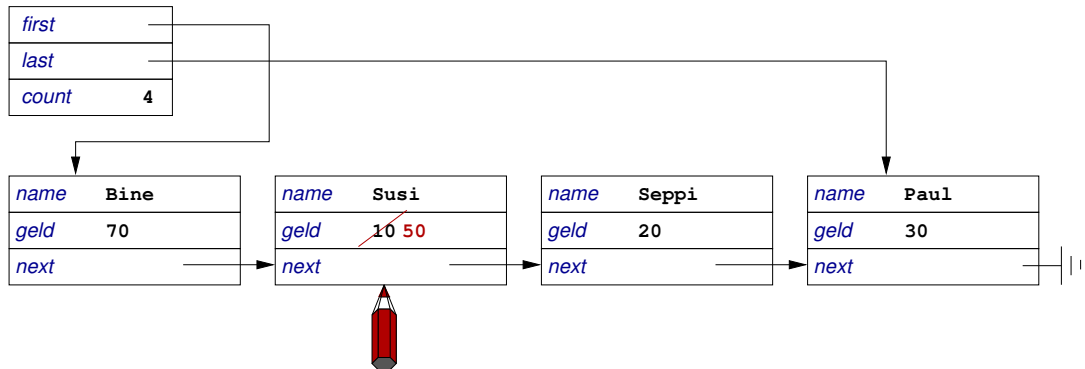 first
last
count 4
name Bine
geld 70
next
name Susi
geld 10 50
next
name Seppi
geld 20
next
name Paul
geld 30
next